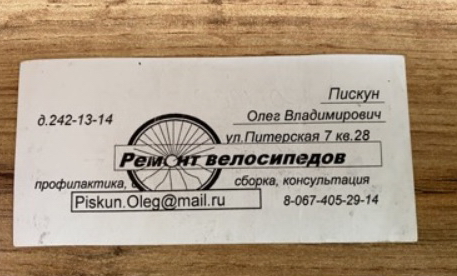 Пискун
д.242-13-14 Олег Владимирович
ул.Питерская 7 кв.28
Ремонт велосипедов
профилактика, сборка, консультация
Piskun.Oleg@mail.ru 8-067-405-29-14